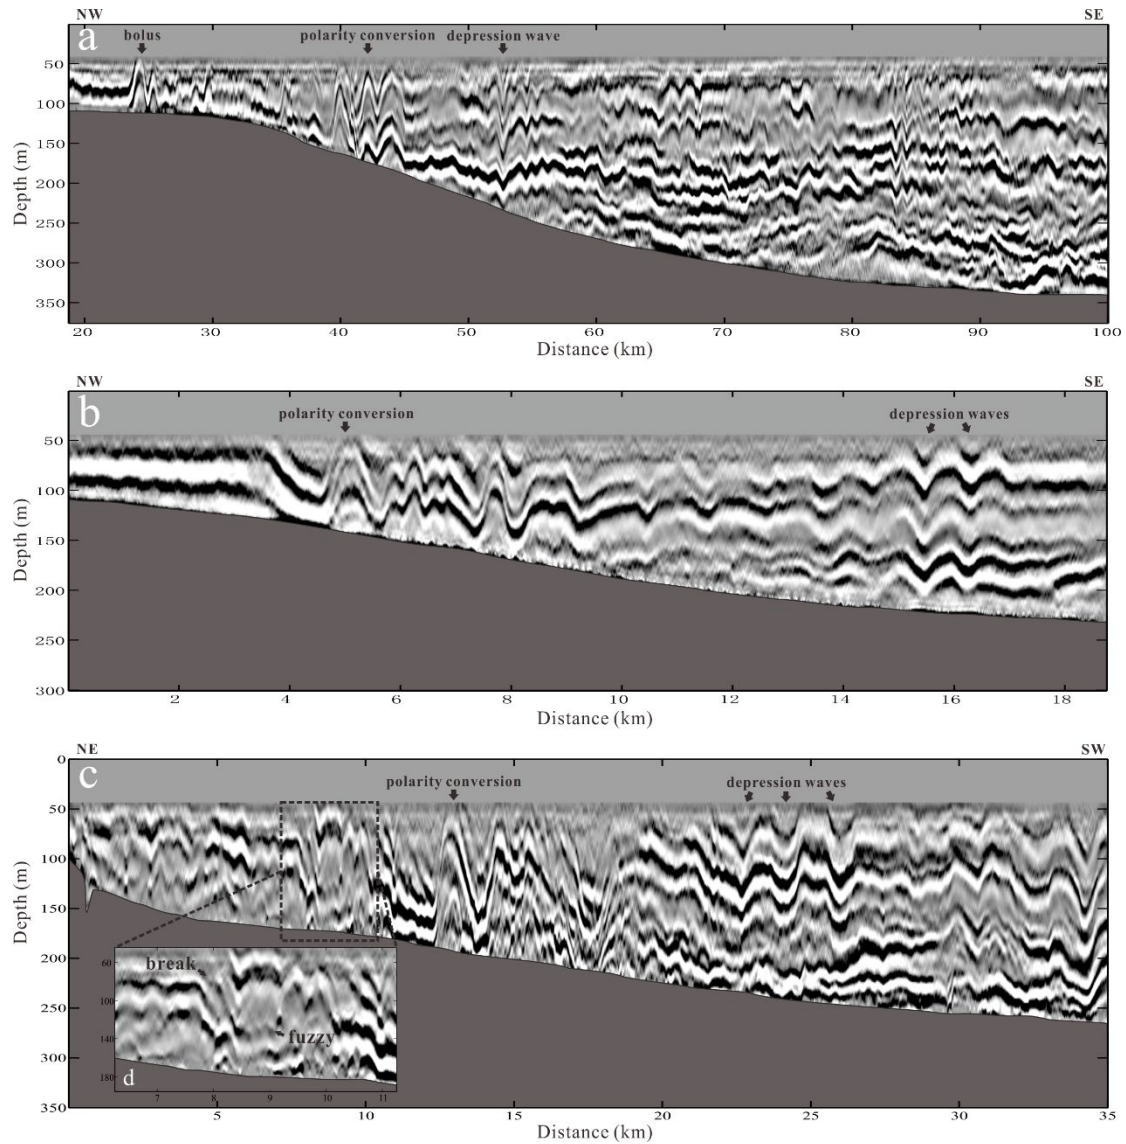 NW SE
a bolus polarity conversion depression wave
50
100
150
200
250
300
350
Depth (m)
20 30 40 50 60 70 80 90 100
Distance (km)
NW SE
b polarity conversion depression waves
50
100
150
200
250
300
Depth (m)
2 4 6 8 10 12 14 16 18
Distance (km)
NE SW
0
c polarity conversion depression waves
50
100
150
200
250
300
350
Depth (m)
break
fuzzy
60
100
140
180
d
7 8 9 10 11
5 10 15 20 25 30 35
Distance (km)